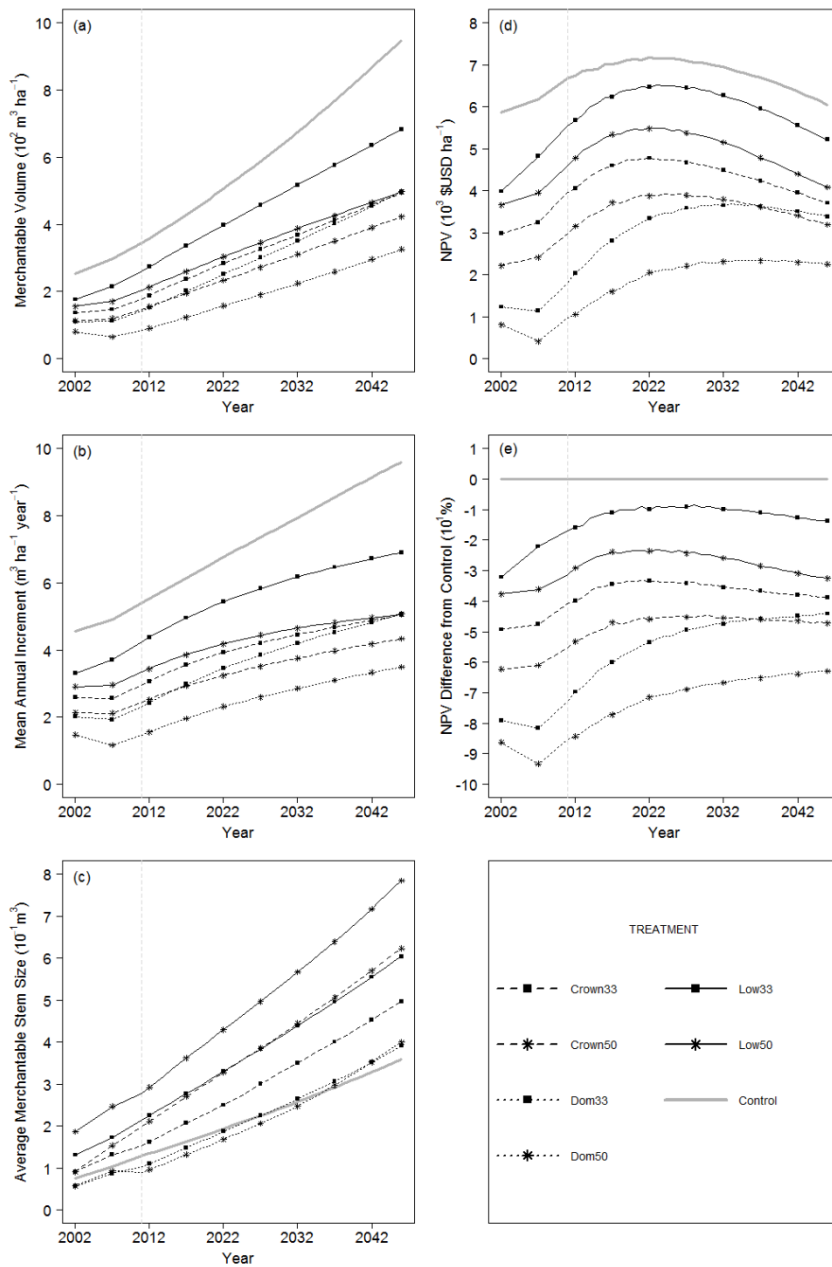 (a)
Merchantable Volume (10² m³ ha⁻¹)
10
8
6
4
2
0
2002 2012 2022 2032 2042
Year
(b)
Mean Annual Increment (m³ ha⁻¹ year⁻¹)
10
8
6
4
2
0
2002 2012 2022 2032 2042
Year
(c)
Average Merchantable Stem Size (10⁻¹m³)
8
7
6
5
4
3
2
1
0
2002 2012 2022 2032 2042
Year
(d)
NPV (10³ $USD ha⁻¹)
8
7
6
5
4
3
2
1
0
2002 2012 2022 2032 2042
Year
(e)
NPV Difference from Control (10¹%)
1
0
-1
-2
-3
-4
-5
-6
-7
-8
-9
-10
2002 2012 2022 2032 2042
Year
TREATMENT
Crown33 Low33
Crown50 Low50
Dom33 Control
Dom50